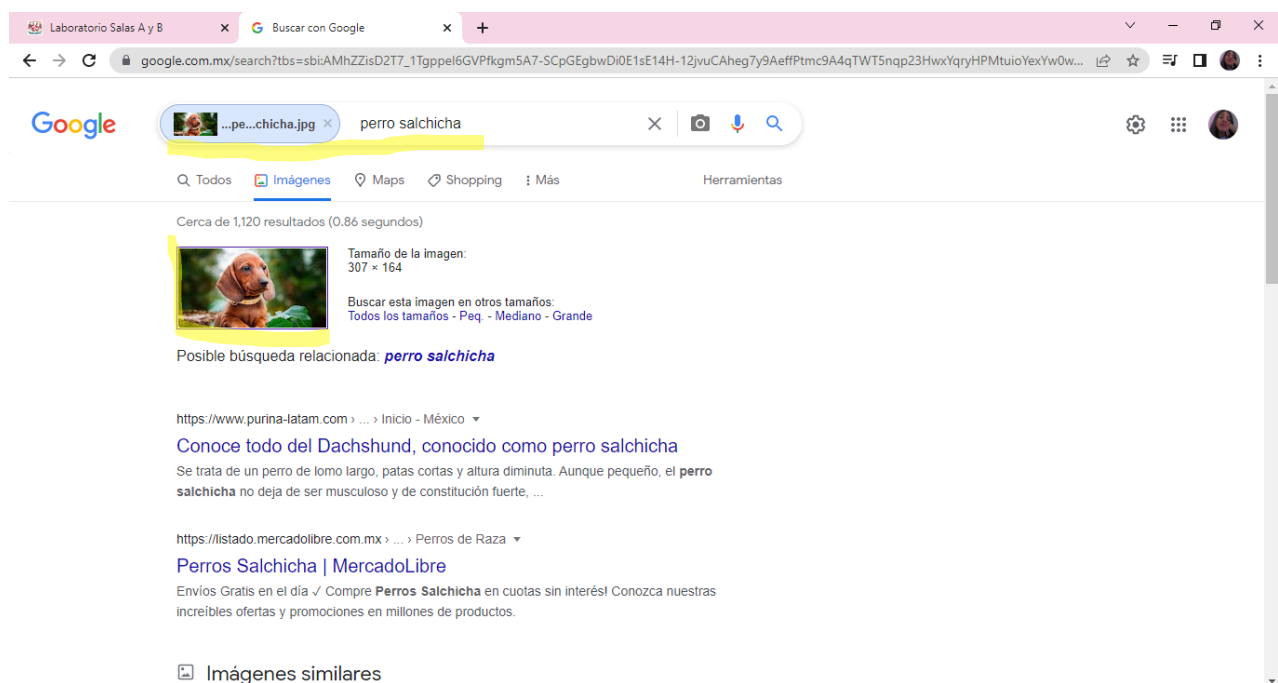 Laboratorio Salas A y B
Buscar con Google
google.com.mx/search?tbs=sbi:AMhZZisD2T7_1Tgppel6GVPfkgm5A7-SCpGEgbwDi0E1sE14H-12jvuCAheg7y9AeffPtmc9A4qTWT5nqp23HwxYqryHPMtuioYexYw0w...
Google
...pe...chicha.jpg × perro salchicha
Todos Imágenes Maps Shopping Más Herramientas
Cerca de 1,120 resultados (0.86 segundos)
Tamaño de la imagen:
307 × 164
Buscar esta imagen en otros tamaños:
Todos los tamaños - Peq. - Mediano - Grande
Posible búsqueda relacionada: perro salchicha
https://www.purina-latam.com › ... › Inicio - México
Conoce todo del Dachshund, conocido como perro salchicha
Se trata de un perro de lomo largo, patas cortas y altura diminuta. Aunque pequeño, el perro
salchicha no deja de ser musculoso y de constitución fuerte, ...
https://listado.mercadolibre.com.mx › ... › Perros de Raza
Perros Salchicha | MercadoLibre
Envíos Gratis en el día ✓ Compre Perros Salchicha en cuotas sin interés! Conozca nuestras
increíbles ofertas y promociones en millones de productos.
Imágenes similares